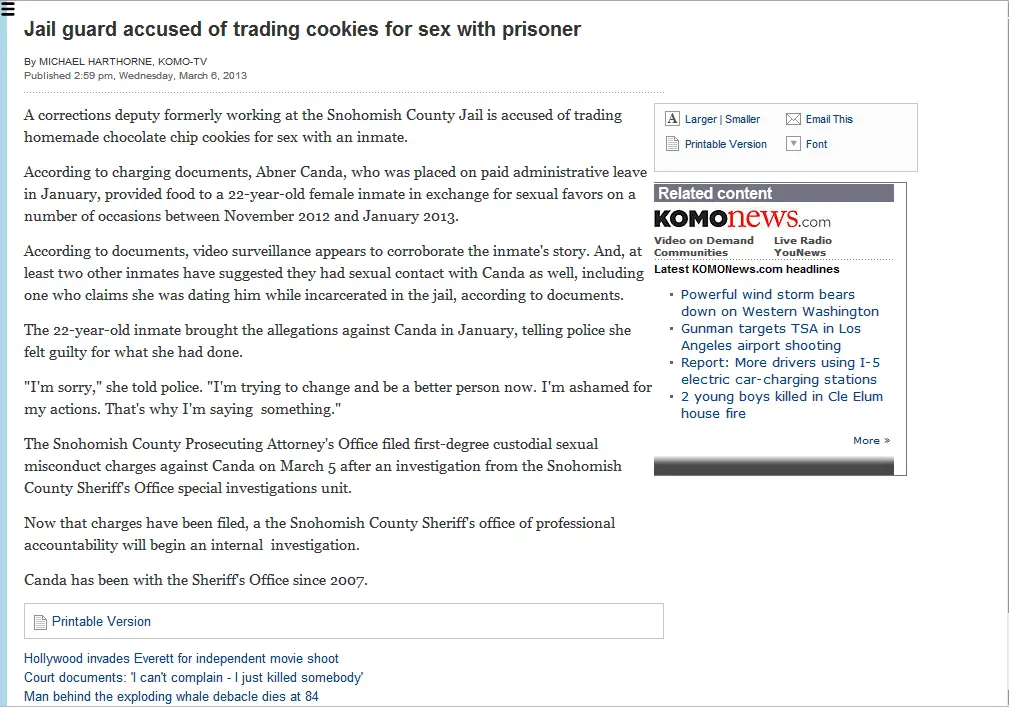 Jail guard accused of trading cookies for sex with prisoner
By MICHAEL HARTHORNE, KOMO-TV
Published 2:59 pm, Wednesday, March 6, 2013
A corrections deputy formerly working at the Snohomish County Jail is accused of trading
homemade chocolate chip cookies for sex with an inmate.
According to charging documents, Abner Canda, who was placed on paid administrative leave
in January, provided food to a 22-year-old female inmate in exchange for sexual favors on a
number of occasions between November 2012 and January 2013.
According to documents, video surveillance appears to corroborate the inmate's story. And, at
least two other inmates have suggested they had sexual contact with Canda as well, including
one who claims she was dating him while incarcerated in the jail, according to documents.
The 22-year-old inmate brought the allegations against Canda in January, telling police she
felt guilty for what she had done.
"I'm sorry," she told police. "I'm trying to change and be a better person now. I'm ashamed for
my actions. That's why I'm saying  something."
The Snohomish County Prosecuting Attorney's Office filed first-degree custodial sexual
misconduct charges against Canda on March 5 after an investigation from the Snohomish
County Sheriff's Office special investigations unit.
Now that charges have been filed, a the Snohomish County Sheriff's office of professional
accountability will begin an internal  investigation.
Canda has been with the Sheriff's Office since 2007.
Printable Version
Hollywood invades Everett for independent movie shoot
Court documents: 'I can't complain - I just killed somebody'
Man behind the exploding whale debacle dies at 84
A Larger | Smaller Email This
Printable Version Font
Related content
KOMOnews.com
Video on Demand Live Radio
Communities YouNews
Latest KOMONews.com headlines
Powerful wind storm bears
down on Western Washington
Gunman targets TSA in Los
Angeles airport shooting
Report: More drivers using I-5
electric car-charging stations
2 young boys killed in Cle Elum
house fire
More »